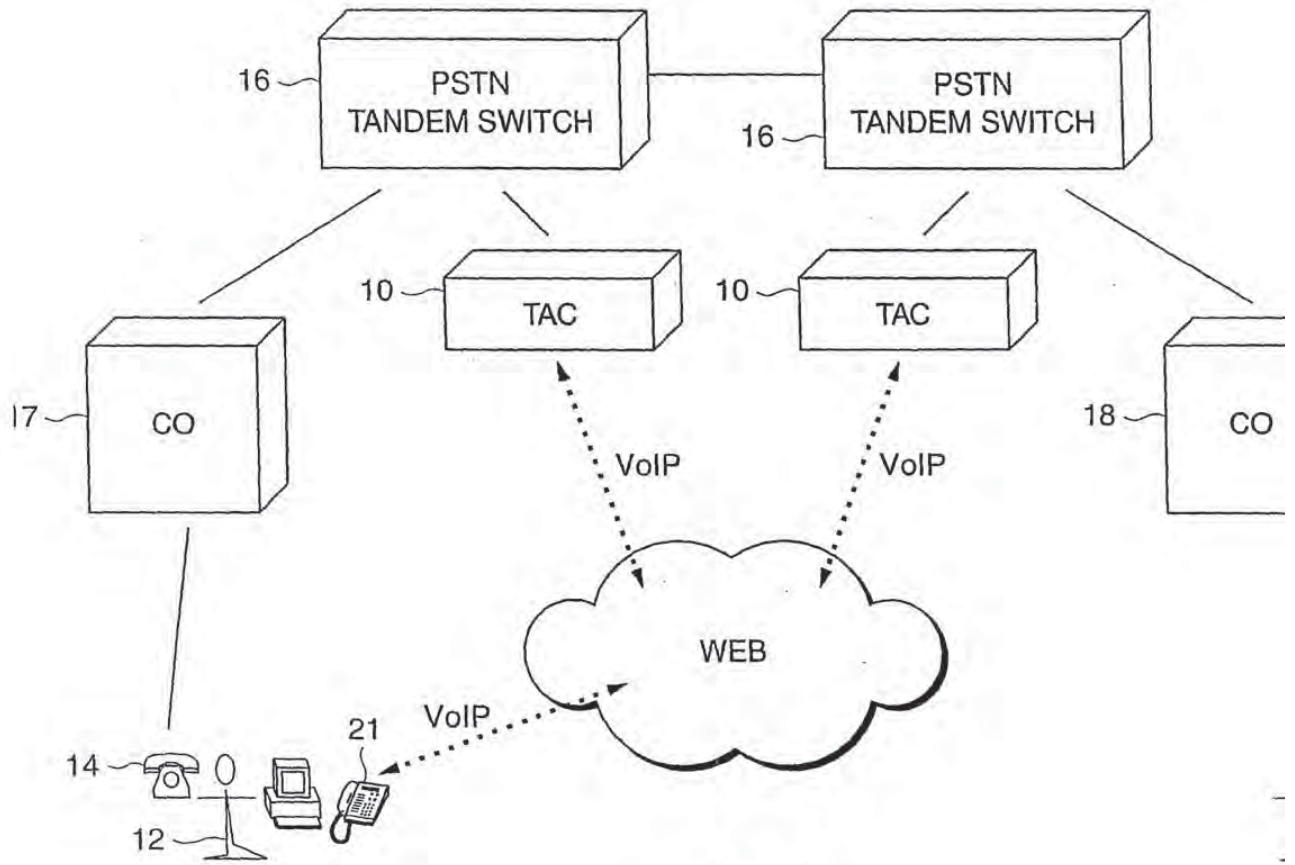 16
PSTN
TANDEM SWITCH
16
PSTN
TANDEM SWITCH
10
TAC
10
TAC
17
CO
18
CO
VoIP
VoIP
WEB
VoIP
14
21
12